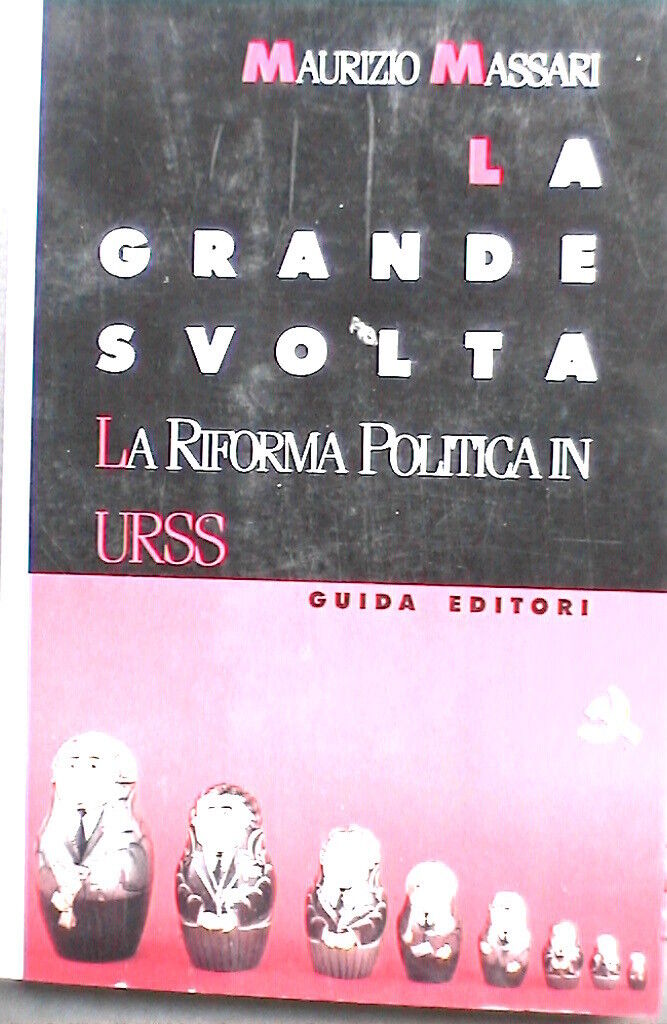 MAURIZIO MASSARI
LA
GRANDE
SVOLTA
LA RIFORMA POLITICA IN
URSS
GUIDA EDITORI